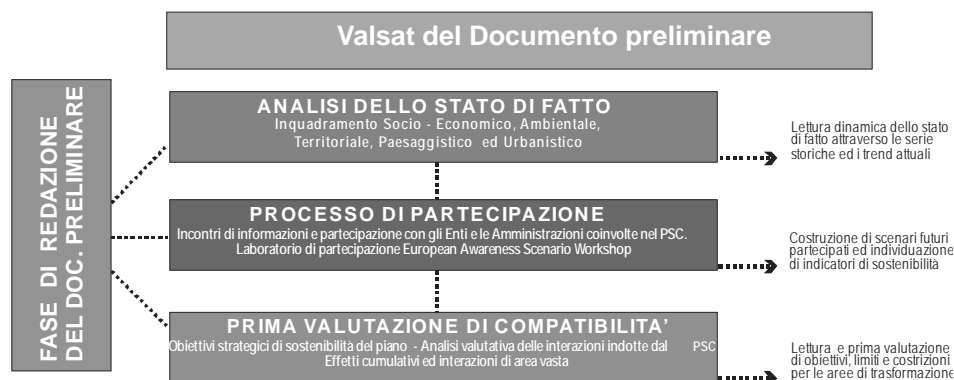 Valsat del Documento preliminare
FASE DI REDAZIONE
DEL DOC. PRELIMINARE
ANALISI DELLO STATO DI FATTO
Inquadramento Socio - Economico, Ambientale,
Territoriale, Paesaggistico ed Urbanistico
Lettura dinamica dello stato
di fatto attraverso le serie
storiche ed i trend attuali
PROCESSO DI PARTECIPAZIONE
Incontri di informazioni e partecipazione con gli Enti e le Amministrazioni coinvolte nel PSC.
Laboratorio di partecipazione European Awareness Scenario Workshop
Costruzione di scenari futuri
partecipati ed individuazione
di indicatori di sostenibilità
PRIMA VALUTAZIONE DI COMPATIBILITA'
Obiettivi strategici di sostenibilità del piano - Analisi valutativa delle interazioni indotte dal PSC
Effetti cumulativi ed interazioni di area vasta
Lettura e prima valutazione
di obiettivi, limiti e costrizioni
per le aree di trasformazione